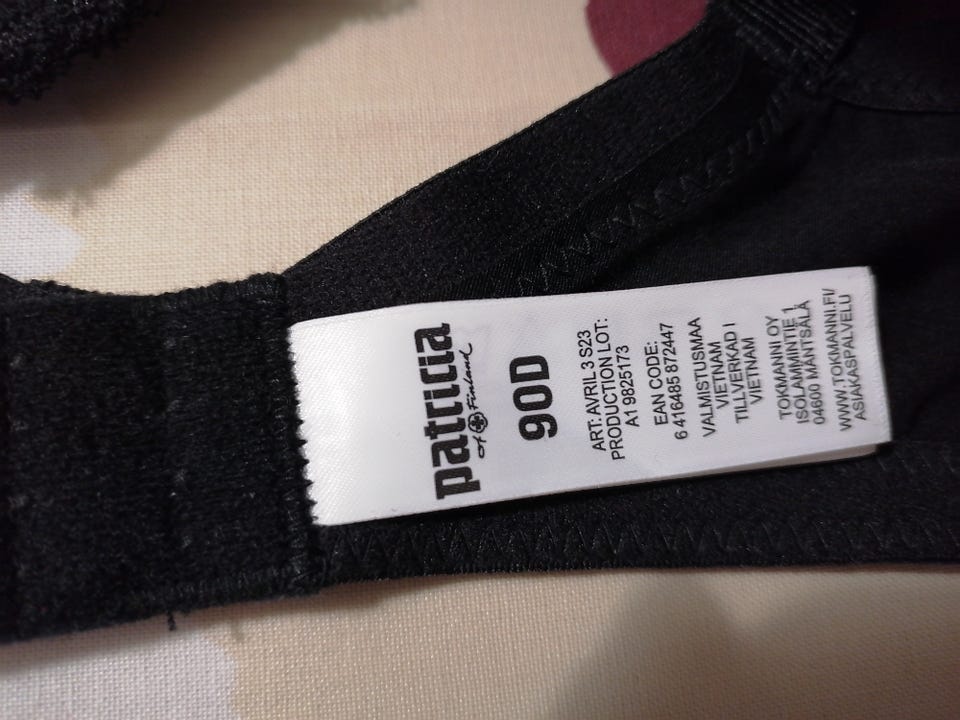 patricia
of Finland
90D
ART: AVRIL 3 S23
PRODUCTION LOT:
A1 9825173
EAN CODE:
6 416485 872447
VALMISTUSMAA
VIETNAM
TILLVERKAD I
VIETNAM
TOKMANNI OY
ISOLAMMINTIE 1
04600 MÄNTSÄLÄ
WWW.TOKMANNI.FI/
ASIAKASPALVELU